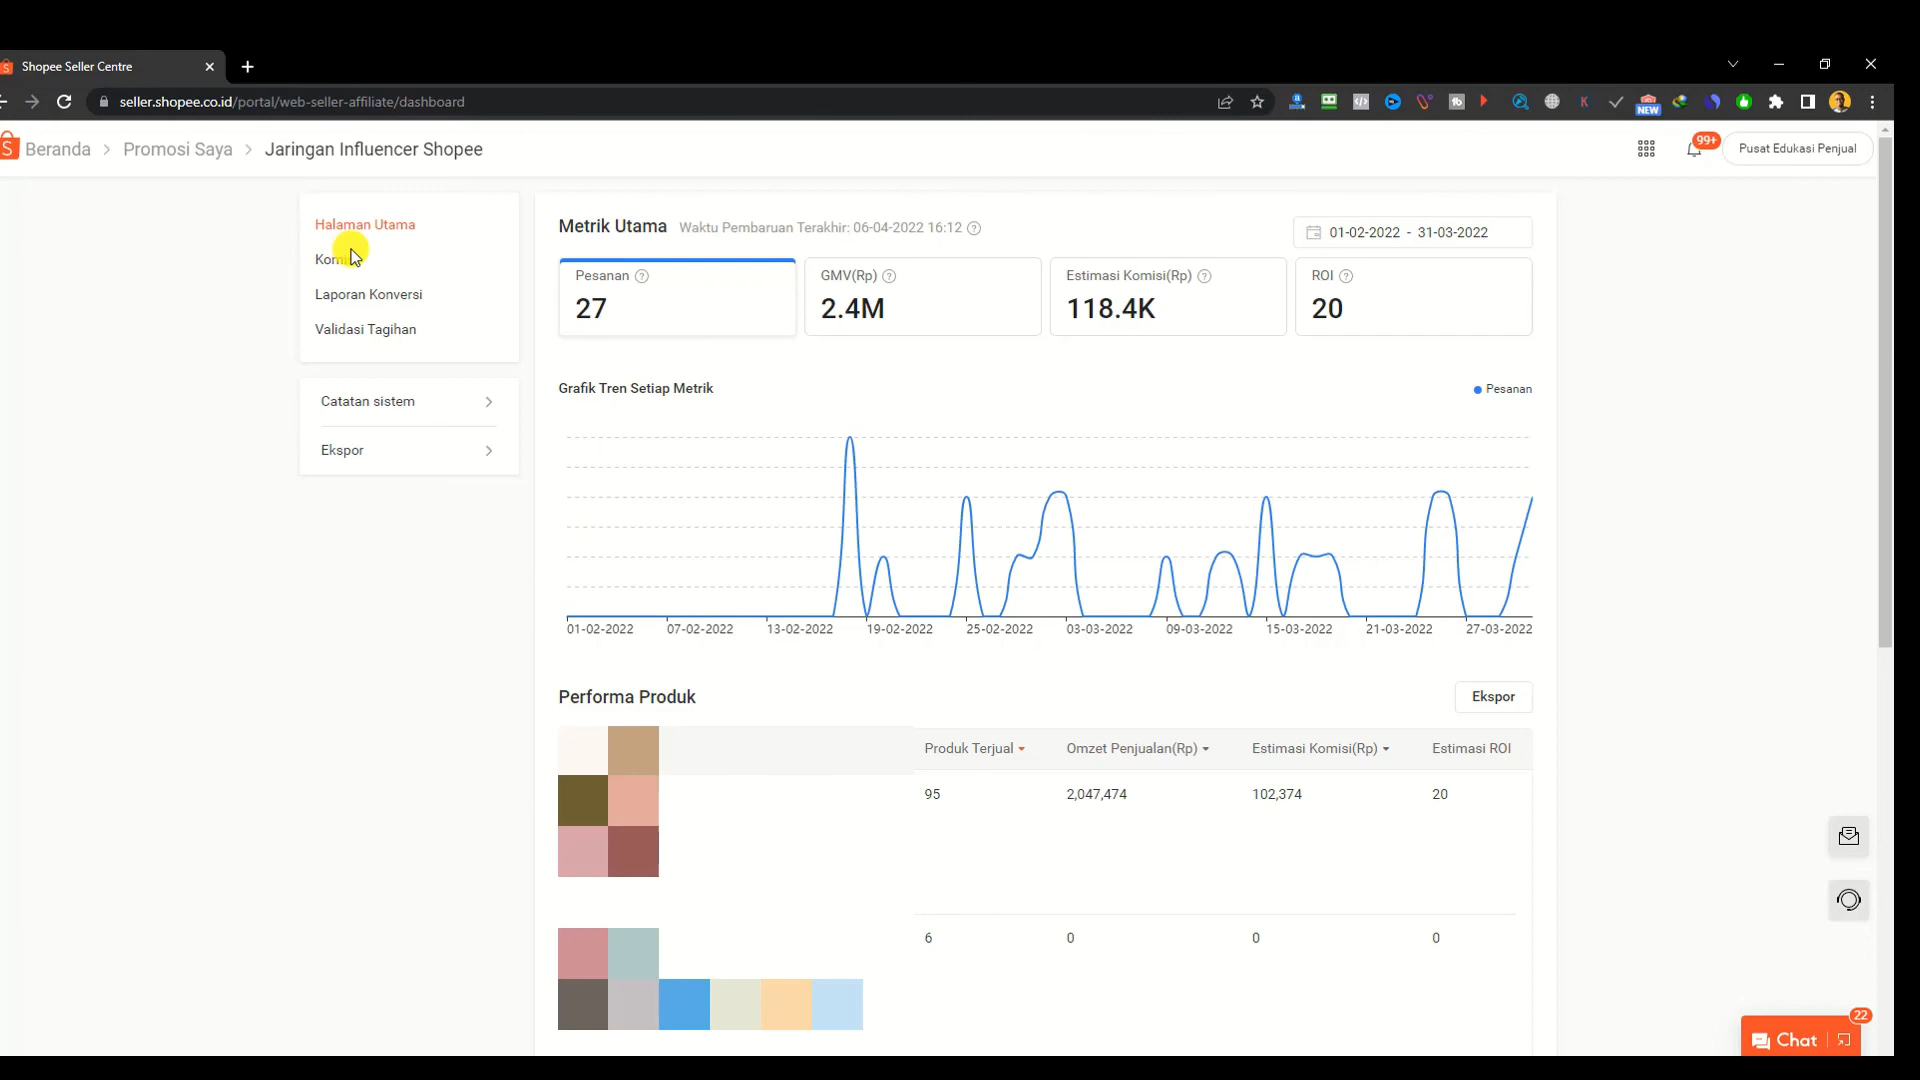 Shopee Seller Centre
seller.shopee.co.id/portal/web-seller-affiliate/dashboard
NEW
Beranda > Promosi Saya > Jaringan Influencer Shopee
99+
Pusat Edukasi Penjual
Halaman Utama
Laporan Konversi
Validasi Tagihan
Catatan sistem
Ekspor
Metrik Utama Waktu Pembaruan Terakhir: 06-04-2022 16:12
01-02-2022 - 31-03-2022
Pesanan
27
GMV(Rp)
2.4M
Estimasi Komisi(Rp)
118.4K
ROI
20
Grafik Tren Setiap Metrik
Pesanan
01-02-2022 07-02-2022 13-02-2022 19-02-2022 25-02-2022 03-03-2022 09-03-2022 15-03-2022 21-03-2022 27-03-2022
Performa Produk
Ekspor
Produk Terjual Omzet Penjualan(Rp) Estimasi Komisi(Rp) Estimasi ROI
95 2,047,474 102,374 20
6 0 0 0
22
Chat